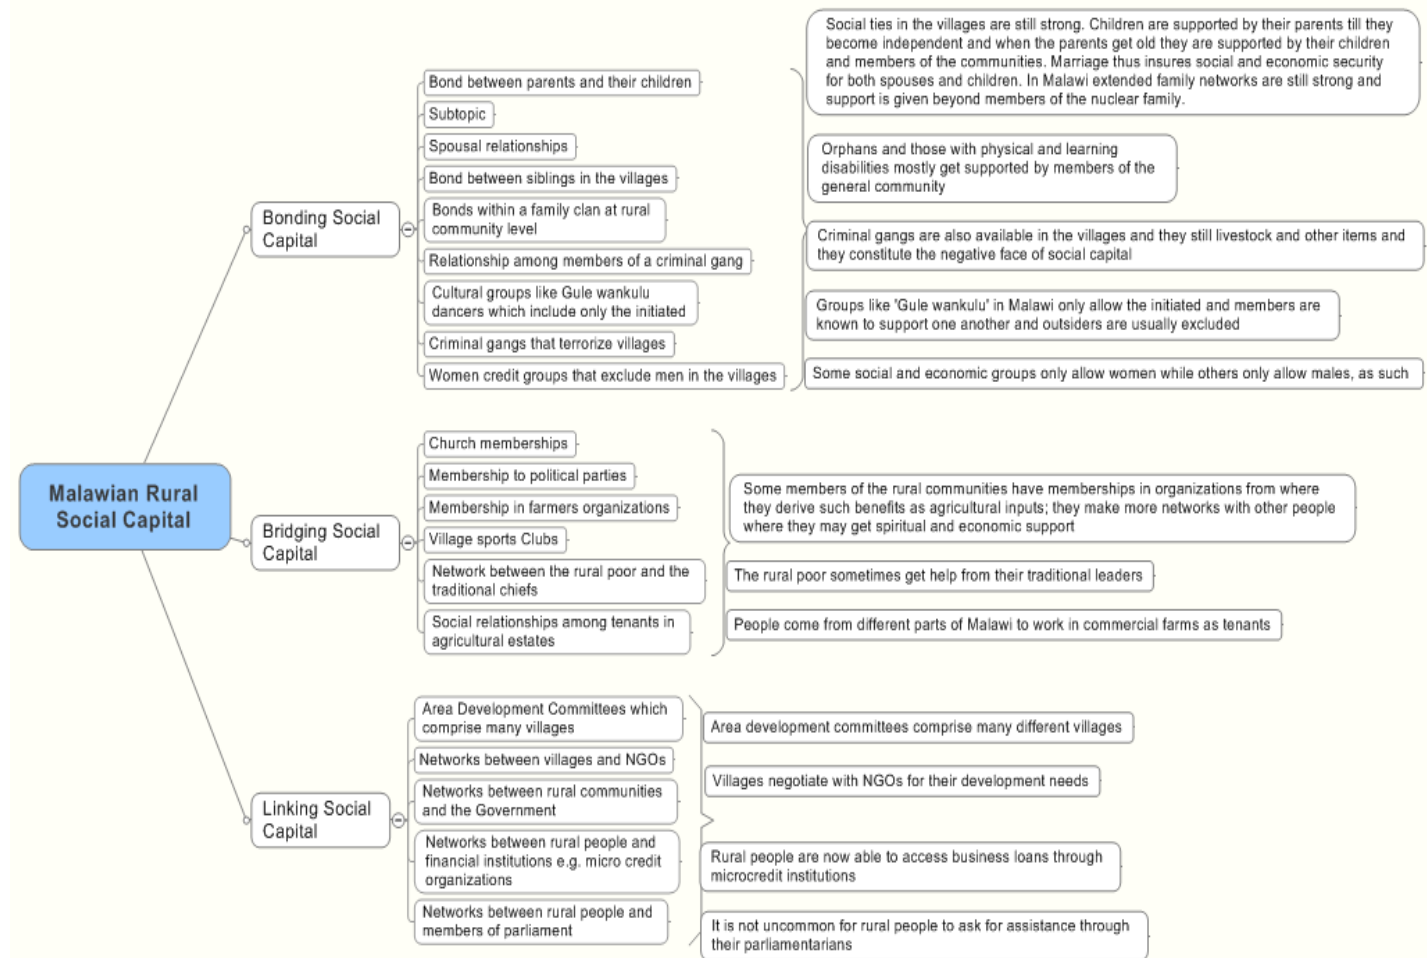 Malawian Rural
Social Capital
Bonding Social
Capital
Bond between parents and their children
Subtopic
Spousal relationships
Bond between siblings in the villages
Bonds within a family clan at rural
community level
Relationship among members of a criminal gang
Cultural groups like Gule wankulu
dancers which include only the initiated
Criminal gangs that terrorize villages
Women credit groups that exclude men in the villages
Social ties in the villages are still strong. Children are supported by their parents till they
become independent and when the parents get old they are supported by their children
and members of the communities. Marriage thus insures social and economic security
for both spouses and children. In Malawi extended family networks are still strong and
support is given beyond members of the nuclear family.
Orphans and those with physical and learning
disabilities mostly get supported by members of the
general community
Criminal gangs are also available in the villages and they still livestock and other items and
they constitute the negative face of social capital
Groups like 'Gule wankulu' in Malawi only allow the initiated and members are
known to support one another and outsiders are usually excluded
Some social and economic groups only allow women while others only allow males, as such
Bridging Social
Capital
Church memberships
Membership to political parties
Membership in farmers organizations
Village sports Clubs
Network between the rural poor and the
traditional chiefs
Social relationships among tenants in
agricultural estates
Some members of the rural communities have memberships in organizations from where
they derive such benefits as agricultural inputs; they make more networks with other people
where they may get spiritual and economic support
The rural poor sometimes get help from their traditional leaders
People come from different parts of Malawi to work in commercial farms as tenants
Linking Social
Capital
Area Development Committees which
comprise many villages
Networks between villages and NGOs
Networks between rural communities
and the Government
Networks between rural people and
financial institutions e.g. micro credit
organizations
Networks between rural people and
members of parliament
Area development committees comprise many different villages
Villages negotiate with NGOs for their development needs
Rural people are now able to access business loans through
microcredit institutions
It is not uncommon for rural people to ask for assistance through
their parliamentarians